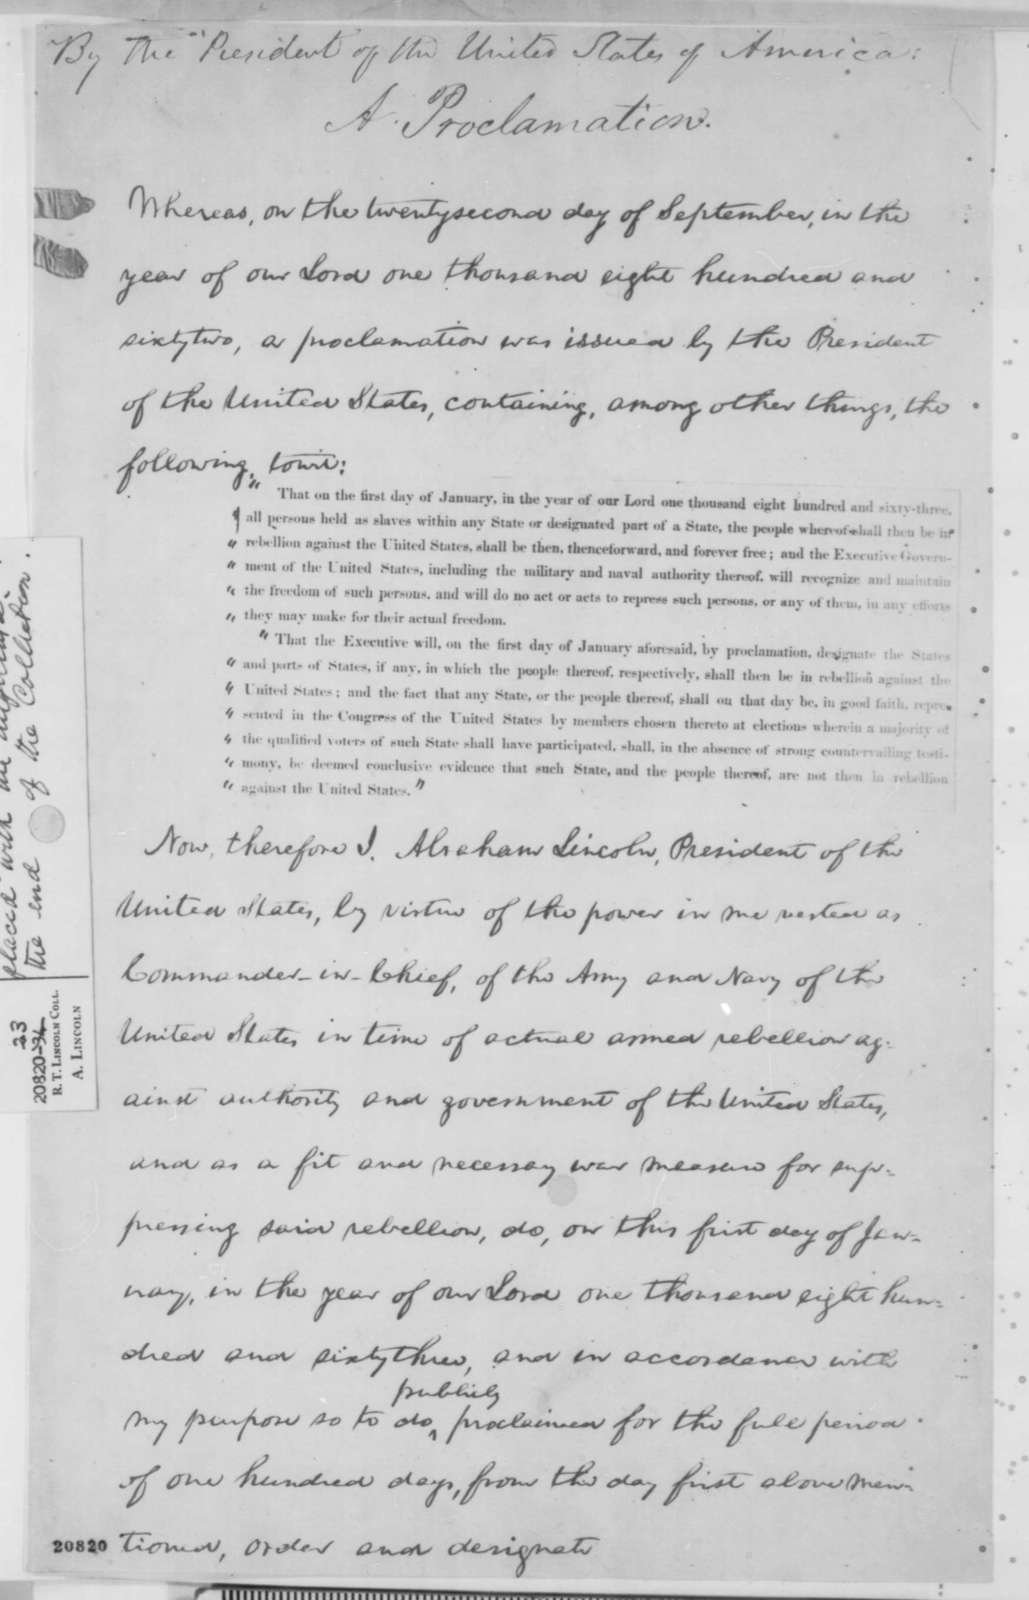 By the President of the United States of America:
A Proclamation.
Whereas, on the twentysecond day of September, in the
year of our Lord one thousand eight hundred and
sixtytwo, a proclamation was issued by the President
of the United States, containing, among other things, the
following, towit:
" That on the first day of January, in the year of our Lord one thousand eight hundred and sixty-three,
" all persons held as slaves within any State or designated part of a State, the people whereof shall then be in
" rebellion against the United States, shall be then, thenceforward, and forever free; and the Executive Govern-
" ment of the United States, including the military and naval authority thereof, will recognize and maintain
" the freedom of such persons, and will do no act or acts to repress such persons, or any of them, in any efforts
" they may make for their actual freedom.
" That the Executive will, on the first day of January aforesaid, by proclamation, designate the States
" and parts of States, if any, in which the people thereof, respectively, shall then be in rebellion against the
" United States; and the fact that any State, or the people thereof, shall on that day be, in good faith, repre-
" sented in the Congress of the United States by members chosen thereto at elections wherein a majority of
" the qualified voters of such State shall have participated, shall, in the absence of strong countervailing testi-
" mony, be deemed conclusive evidence that such State, and the people thereof, are not then in rebellion
" against the United States."
Now, therefore I, Abraham Lincoln, President of the
United States, by virtue of the power in me vested as
Commander-in-Chief, of the Army and Navy of the
United States in time of actual armed rebellion ag-
ainst authority and government of the United States,
and as a fit and necessary war measure for sup-
pressing said rebellion, do, on this first day of Jan-
uary, in the year of our Lord one thousand eight hun-
dred and sixtythree, and in accordance with
publicly
my purpose so to do proclaimed for the full period
of one hundred days, from the day first above men-
tioned, order and designate
20820
placed with the
the end of the Collection.
23
20820-34
R. T. LINCOLN COLL.
A. LINCOLN